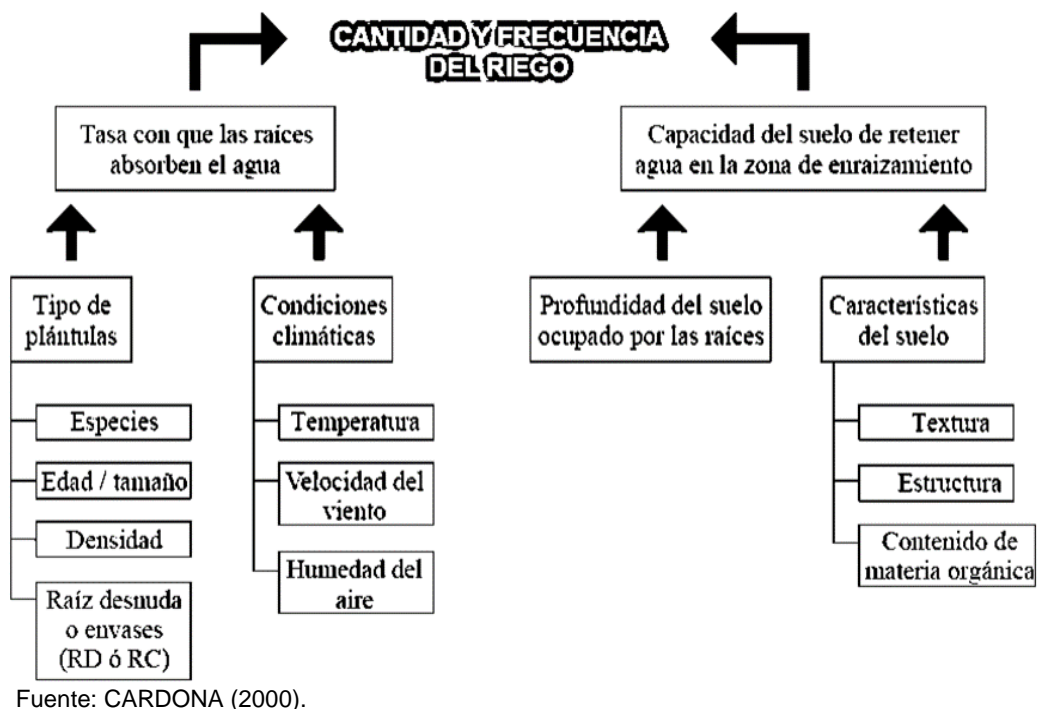 CANTIDAD Y FRECUENCIA
DEL RIEGO
Tasa con que las raíces
absorben el agua
Capacidad del suelo de retener
agua en la zona de enraizamiento
Tipo de
plántulas
Especies
Edad / tamaño
Densidad
Raíz desnuda
o envases
(RD ó RC)
Condiciones
climáticas
Temperatura
Velocidad del
viento
Humedad del
aire
Profundidad del suelo
ocupado por las raíces
Características
del suelo
Textura
Estructura
Contenido de
materia orgánica
Fuente: CARDONA (2000).